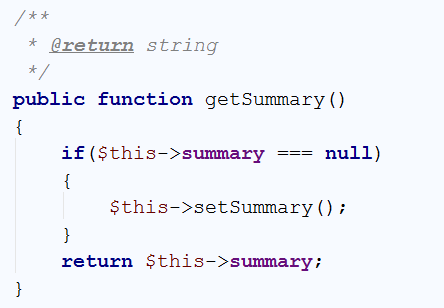 /**
 * @return string
 */
public function getSummary()
{
    if($this->summary === null)
    {
        $this->setSummary();
    }
    return $this->summary;
}